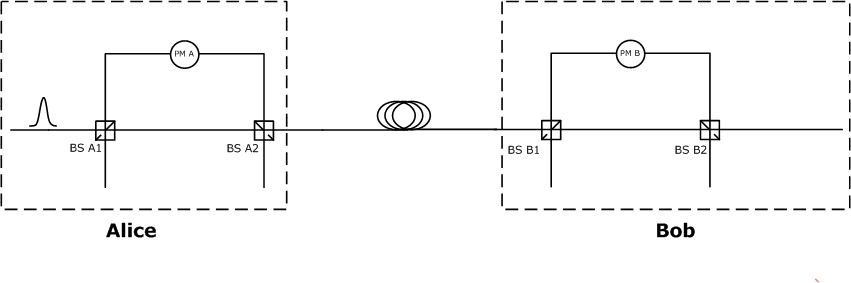 PM A
PM B
BS A1
BS A2
BS B1
BS B2
Alice
Bob